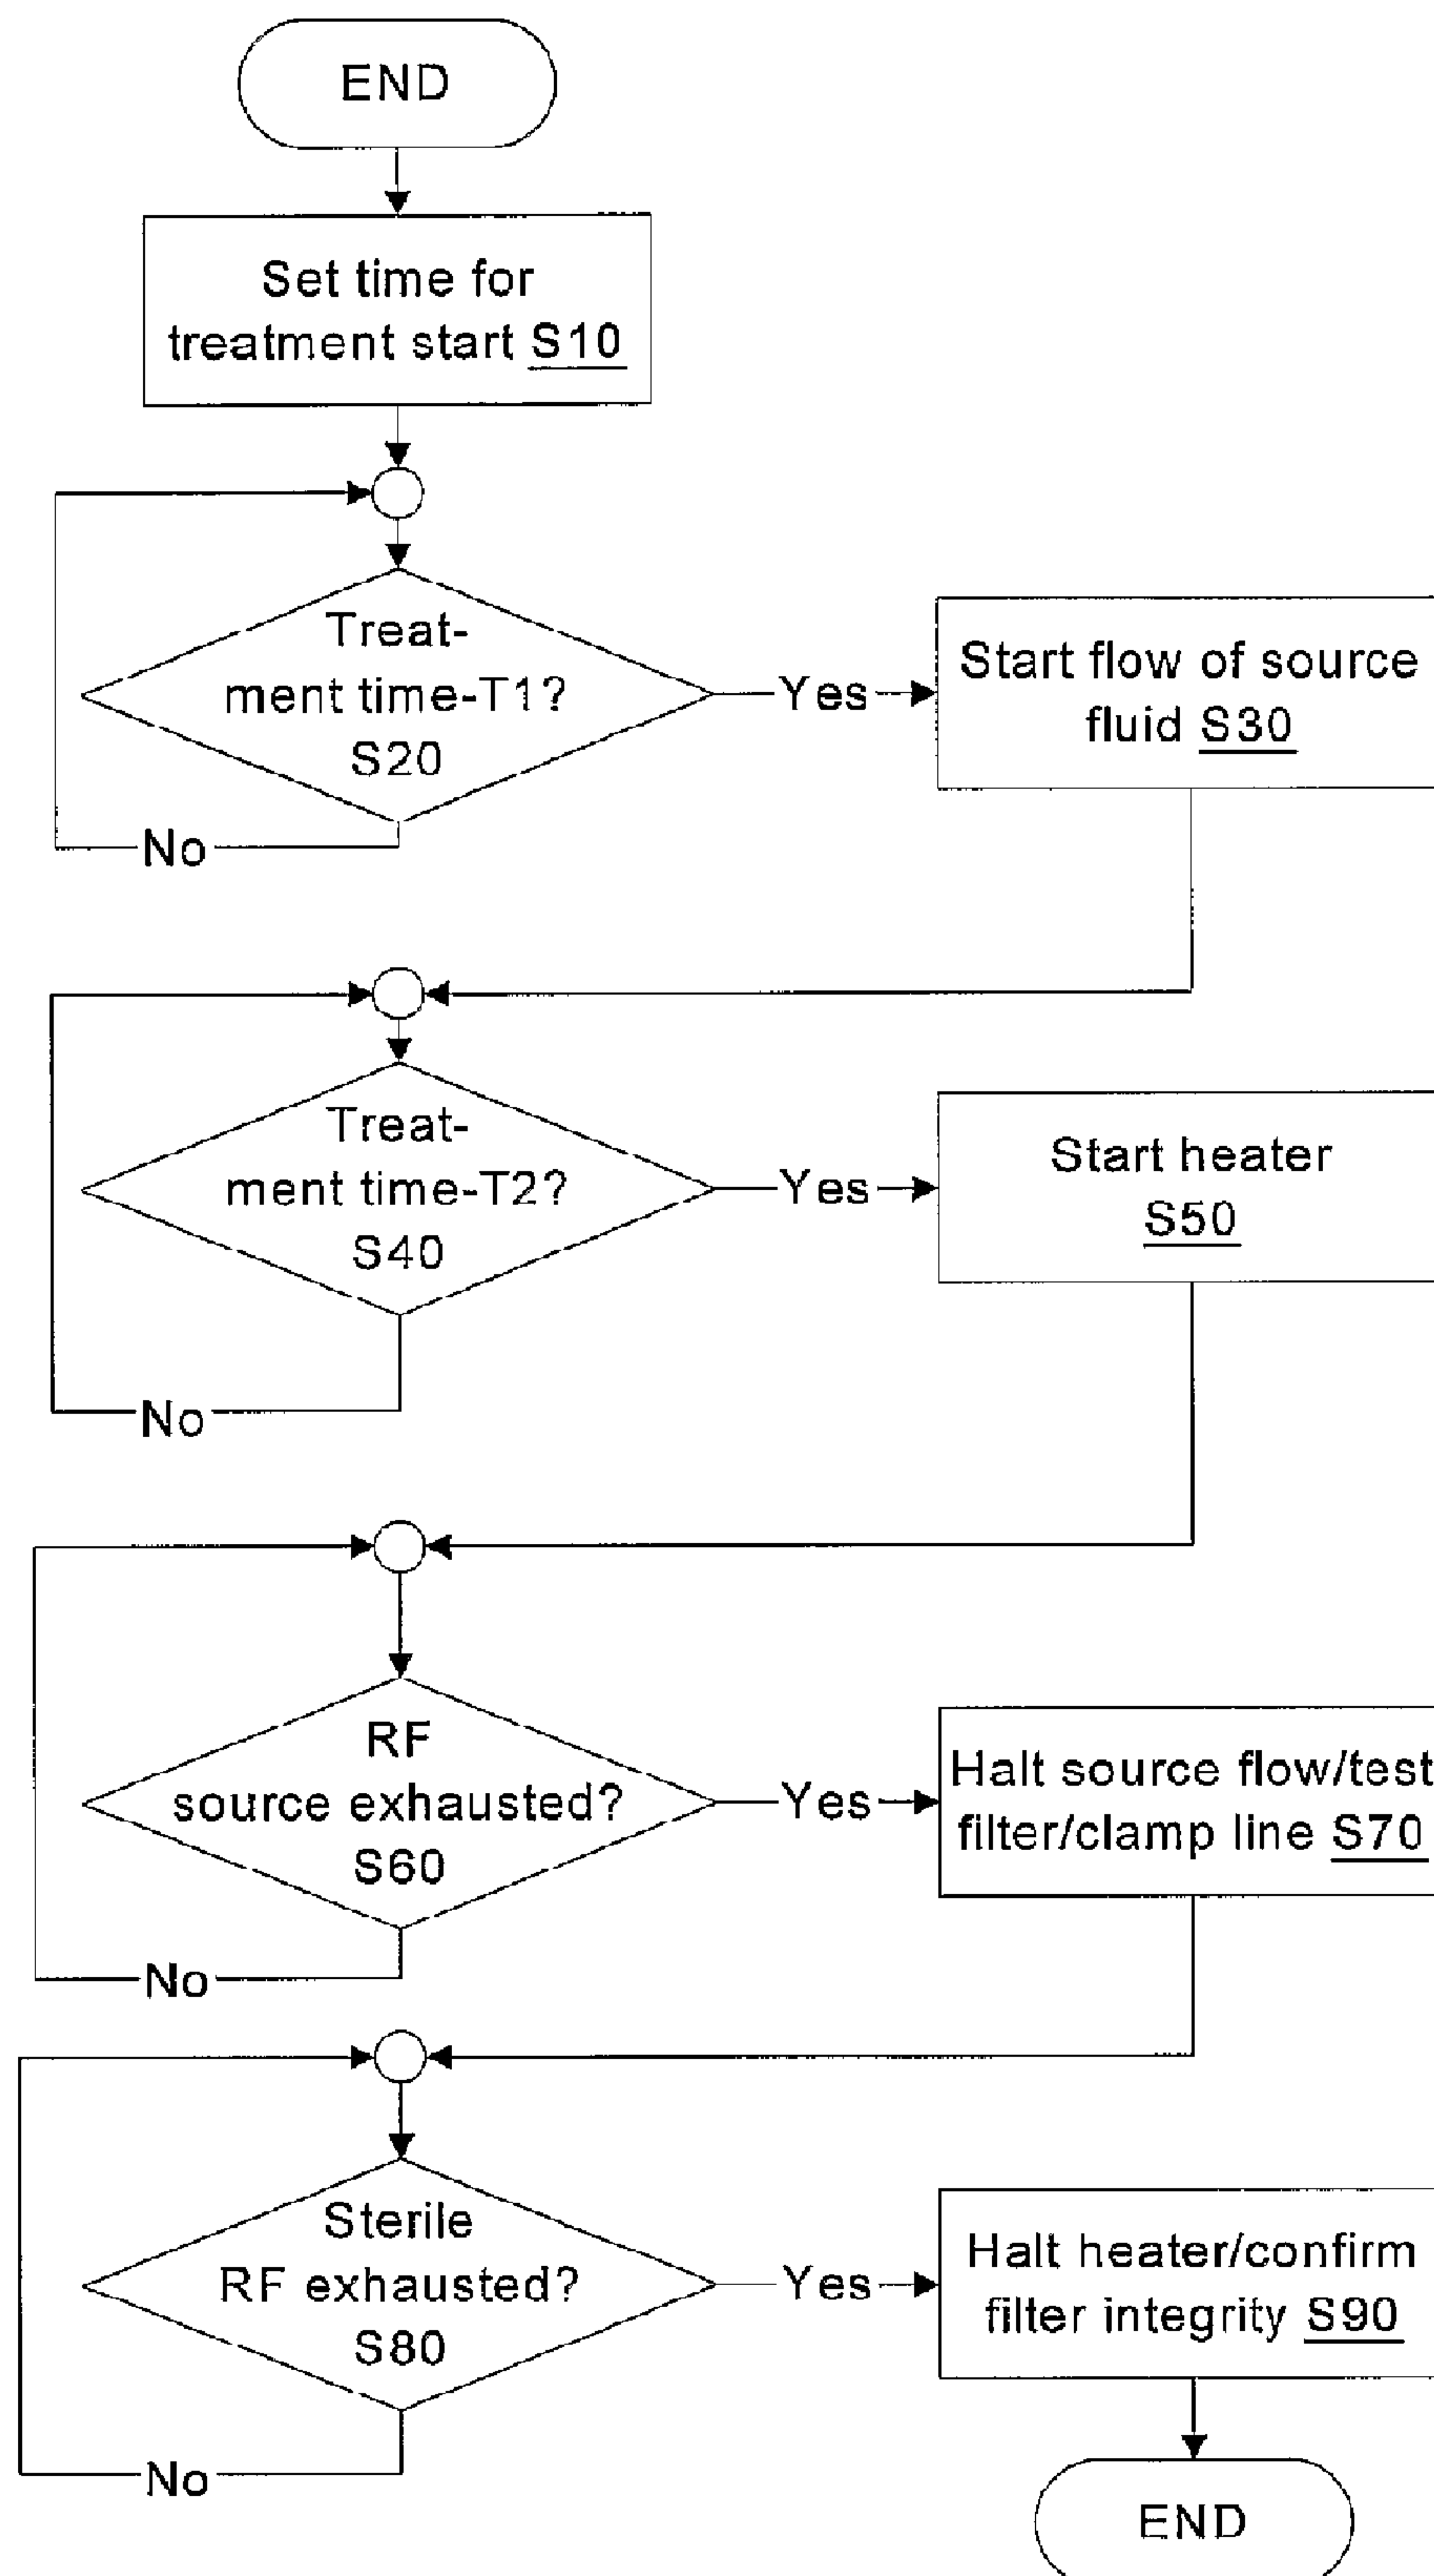 END
Set time for
treatment start S10
Treat-
ment time-T1?
S20
Yes
Start flow of source
fluid S30
No
Treat-
ment time-T2?
S40
Yes
Start heater
S50
No
RF
source exhausted?
S60
Yes
Halt source flow/test
filter/clamp line S70
No
Sterile
RF exhausted?
S80
Yes
Halt heater/confirm
filter integrity S90
No
END